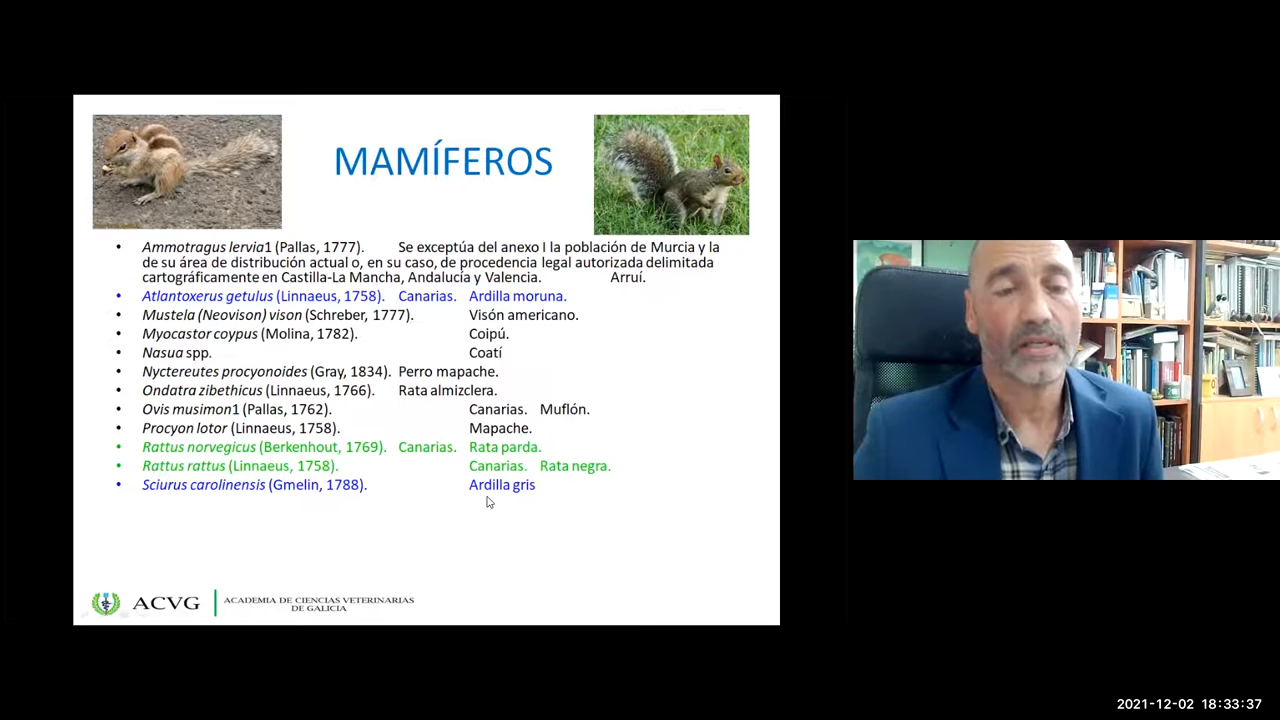 MAMÍFEROS
• Ammotragus lervia1 (Pallas, 1777). Se exceptúa del anexo I la población de Murcia y la
de su área de distribución actual o, en su caso, de procedencia legal autorizada delimitada
cartográficamente en Castilla-La Mancha, Andalucía y Valencia. Arruí.
• Atlantoxerus getulus (Linnaeus, 1758). Canarias. Ardilla moruna.
• Mustela (Neovison) vison (Schreber, 1777). Visón americano.
• Myocastor coypus (Molina, 1782). Coipú.
• Nasua spp. Coatí
• Nyctereutes procyonoides (Gray, 1834). Perro mapache.
• Ondatra zibethicus (Linnaeus, 1766). Rata almizclera.
• Ovis musimon1 (Pallas, 1762). Canarias. Muflón.
• Procyon lotor (Linnaeus, 1758). Mapache.
• Rattus norvegicus (Berkenhout, 1769). Canarias. Rata parda.
• Rattus rattus (Linnaeus, 1758). Canarias. Rata negra.
• Sciurus carolinensis (Gmelin, 1788). Ardilla gris
ACVG ACADEMIA DE CIENCIAS VETERINARIAS
DE GALICIA
2021-12-02 18:33:37